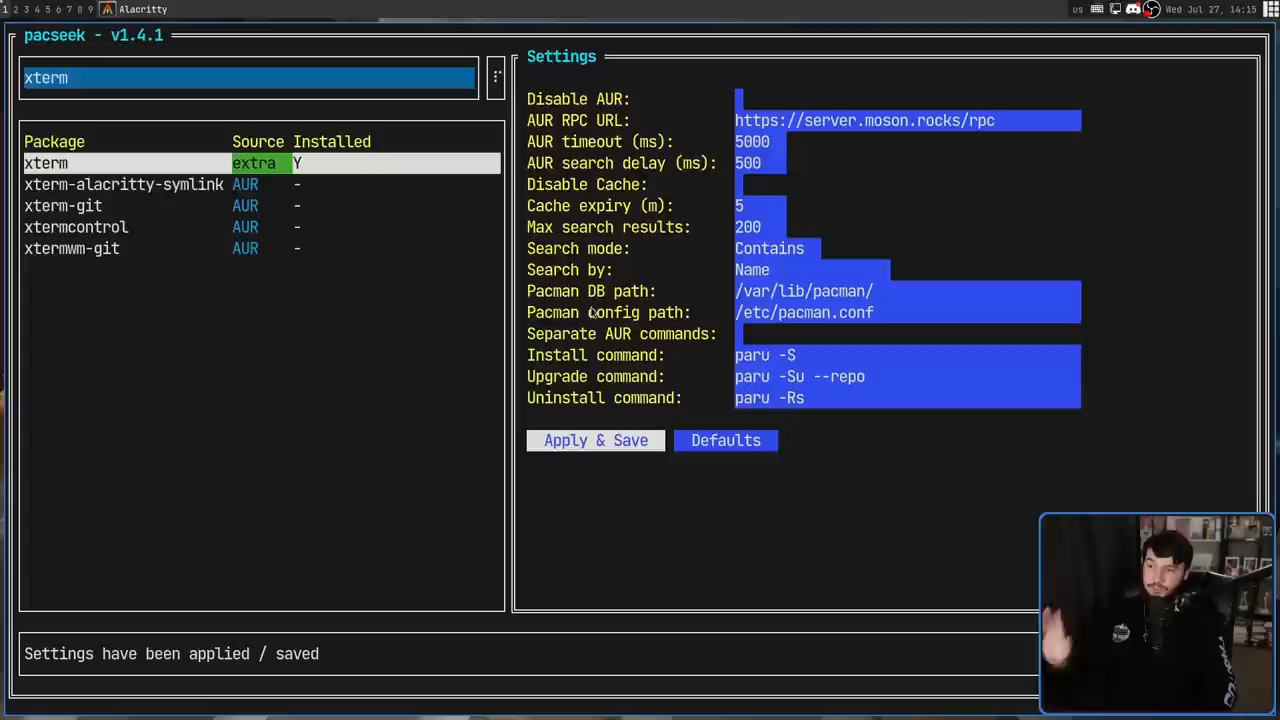 1 2 3 4 5 6 7 8 9 Alacritty us Wed Jul 27, 14:15
pacseek - v1.4.1
xterm
Package Source Installed
xterm extra Y
xterm-alacritty-symlink AUR -
xterm-git AUR -
xtermcontrol AUR -
xtermwm-git AUR -
Settings
Disable AUR:
AUR RPC URL: https://server.moson.rocks/rpc
AUR timeout (ms): 5000
AUR search delay (ms): 500
Disable Cache:
Cache expiry (m): 5
Max search results: 200
Search mode: Contains
Search by: Name
Pacman DB path: /var/lib/pacman/
Pacman config path: /etc/pacman.conf
Separate AUR commands:
Install command: paru -S
Upgrade command: paru -Su --repo
Uninstall command: paru -Rs
Apply & Save Defaults
Settings have been applied / saved